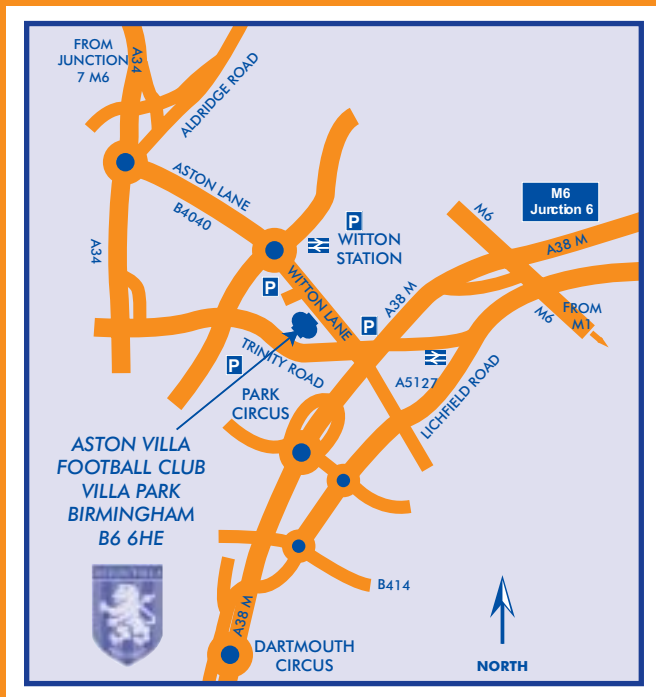 FROM
JUNCTION
7 M6
A34
ALDRIDGE ROAD
ASTON LANE
B4040
A34
P
WITTON
STATION
M6
Junction 6
M6
A38 M
P
WITTON LANE
A38 M
P
M6
FROM
M1
TRINITY ROAD
P
A5127
LICHFIELD ROAD
PARK
CIRCUS
ASTON VILLA
FOOTBALL CLUB
VILLA PARK
BIRMINGHAM
B6 6HE
B414
A38 M
DARTMOUTH
CIRCUS
NORTH